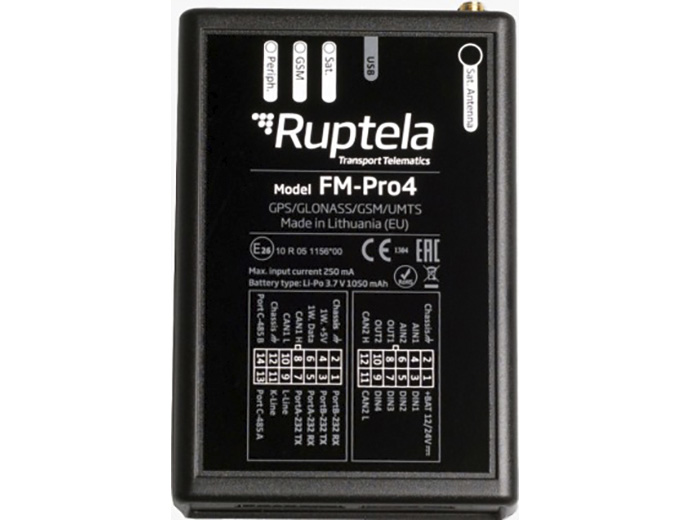 Periph.
GSM
Sat.
USB
Sat. Antenna
Ruptela
Transport Telematics
Model FM-Pro4
GPS/GLONASS/GSM/UMTS
Made in Lithuania (EU)
E26 10 R 05 1156*00 CE 1304 EAC
RoHS
Max. input current 250 mA
Battery type: Li-Po 3.7 V 1050 mAh
Chassis 2 1 PortB-232 RX
1W. +5V 4 3 PortB-232 TX
1W. Data 6 5 PortA-232 RX
CAN1 H 8 7 PortA-232 TX
CAN1 L 10 9 L-Line
Chassis 12 11 K-Line
Port C-485 B 14 13 Port C-485 A
Chassis 2 1 +BAT 12/24V
AIN1 4 3 DIN1
AIN2 6 5 DIN2
OUT1 8 7 DIN3
OUT2 10 9 DIN4
CAN2 H 12 11 CAN2 L